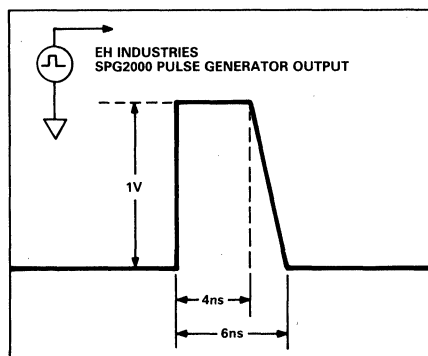 EH INDUSTRIES
SPG2000 PULSE GENERATOR OUTPUT
1V
4ns
6ns